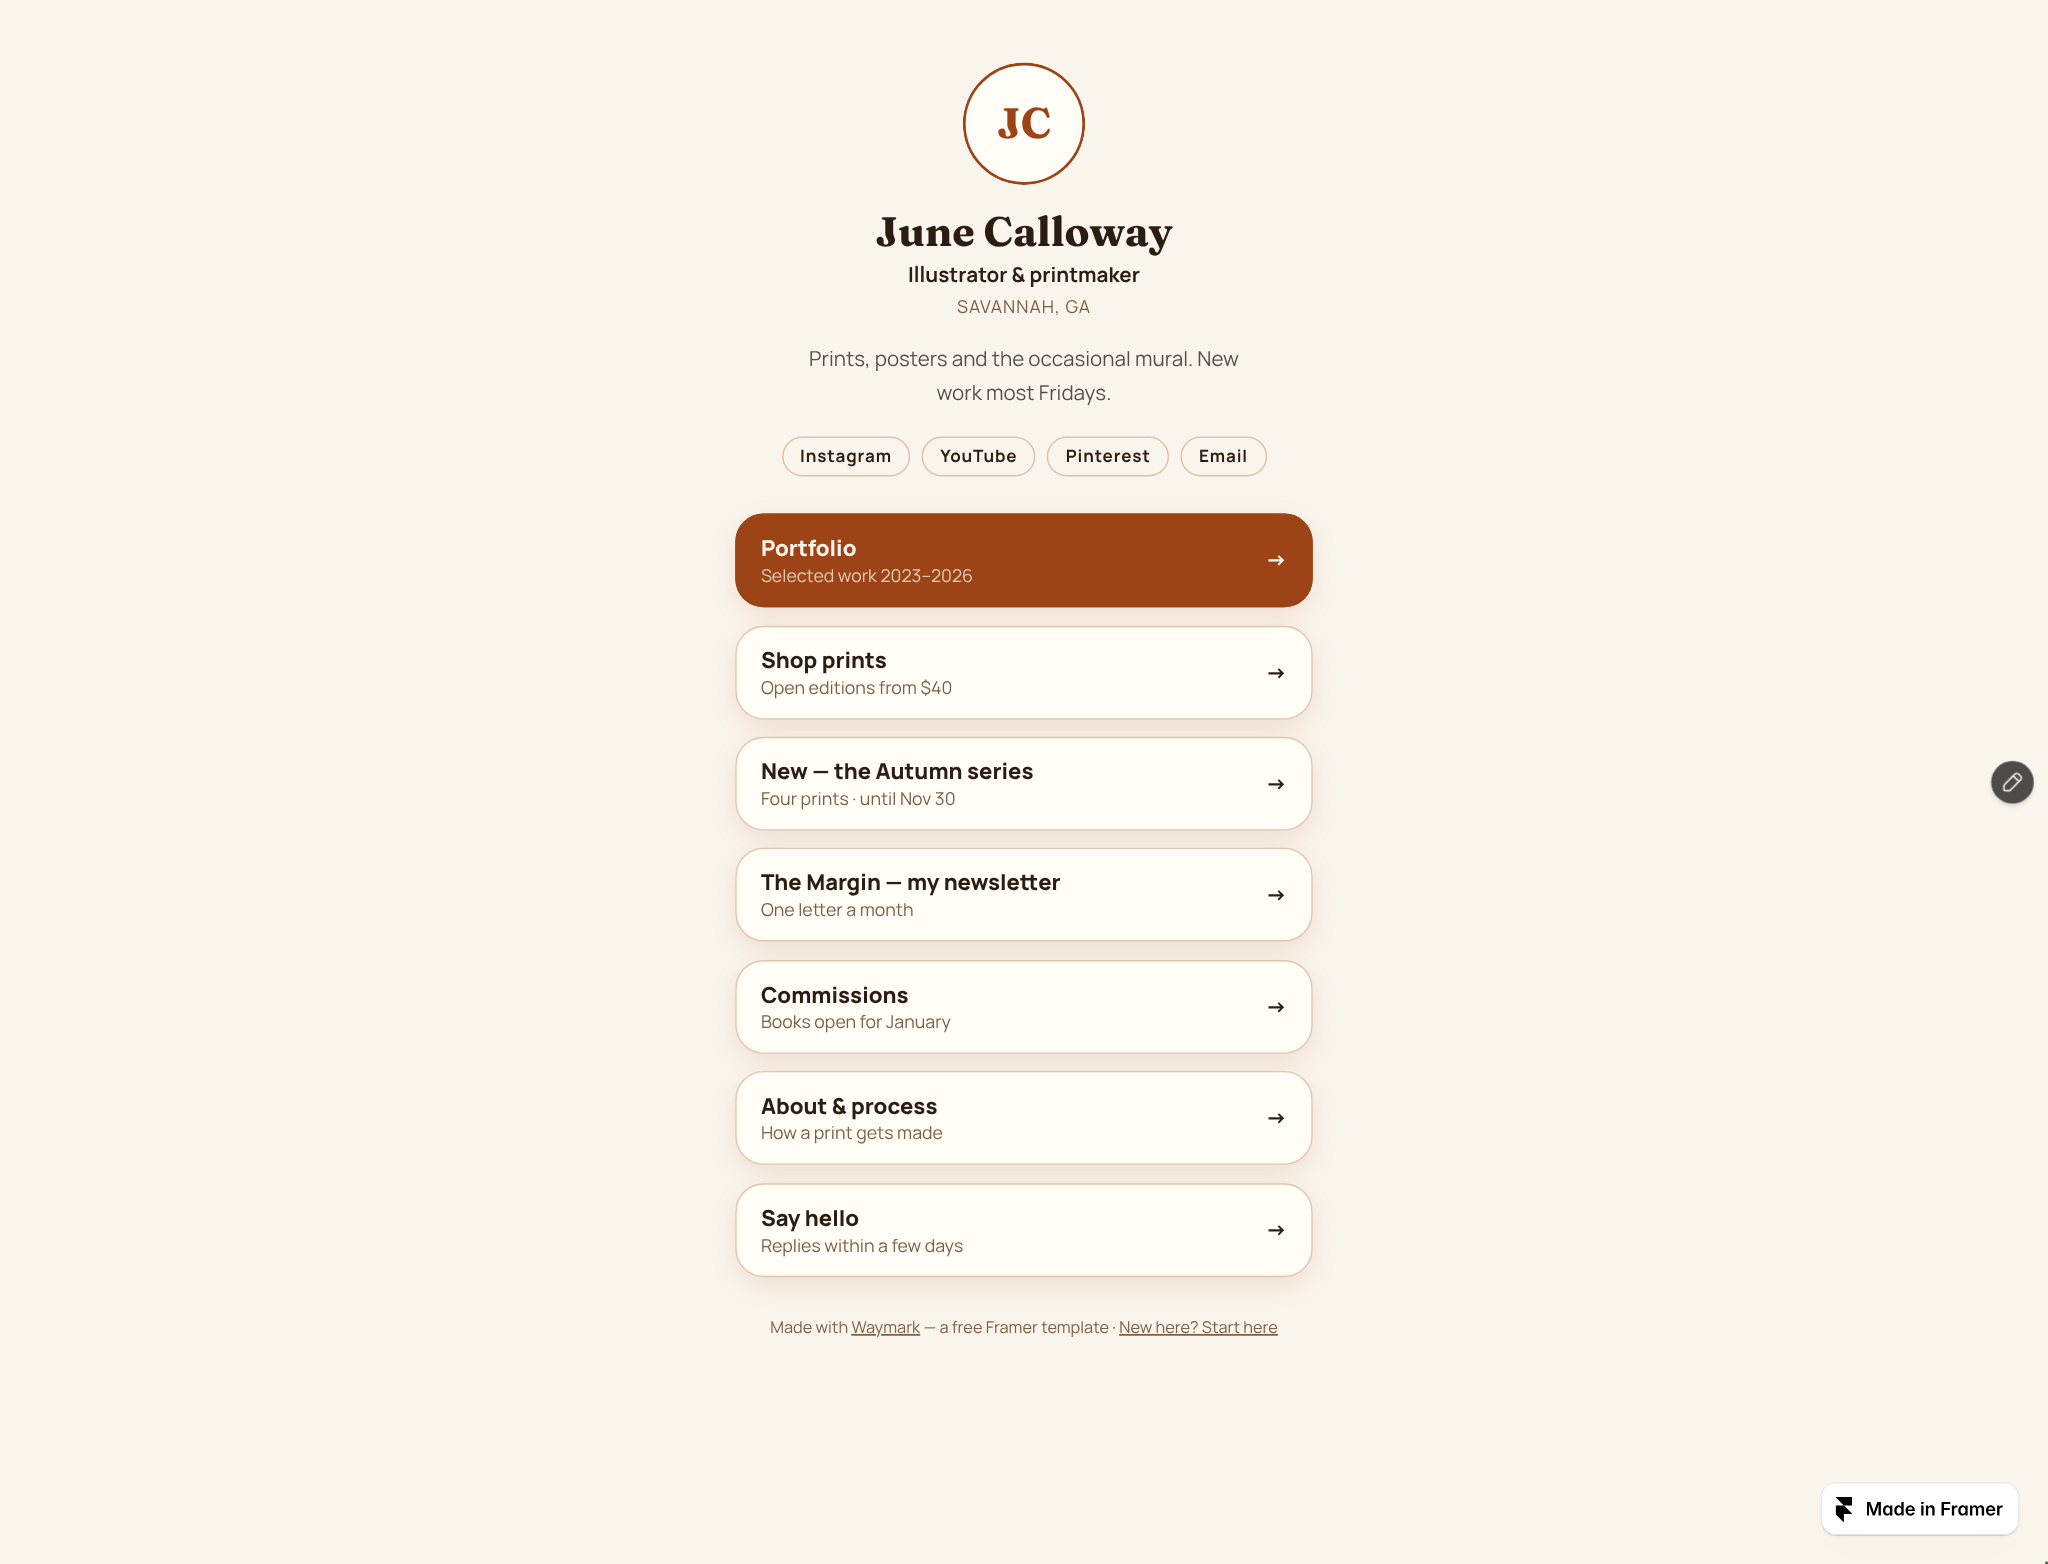 JC
June Calloway
Illustrator & printmaker
SAVANNAH, GA
Prints, posters and the occasional mural. New
work most Fridays.
Instagram YouTube Pinterest Email
Portfolio
Selected work 2023–2026
→
Shop prints
Open editions from $40
→
New — the Autumn series
Four prints · until Nov 30
→
The Margin — my newsletter
One letter a month
→
Commissions
Books open for January
→
About & process
How a print gets made
→
Say hello
Replies within a few days
→
Made with Waymark — a free Framer template · New here? Start here
Made in Framer